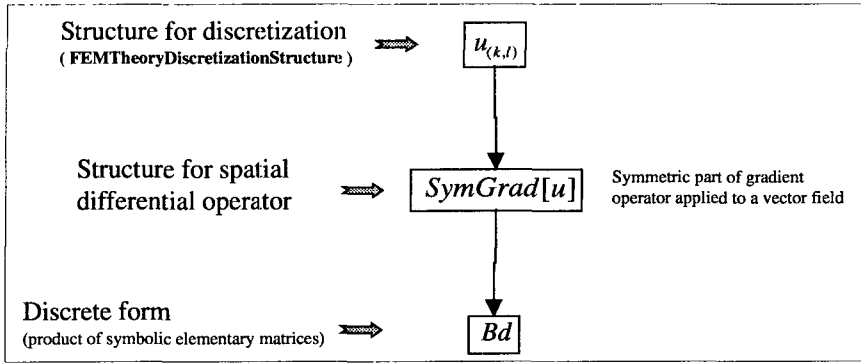 Structure for discretization
( FEMTheoryDiscretizationStructure )
u(k,l)
Structure for spatial
differential operator
SymGrad[u]
Symmetric part of gradient
operator applied to a vector field
Discrete form
(product of symbolic elementary matrices)
Bd